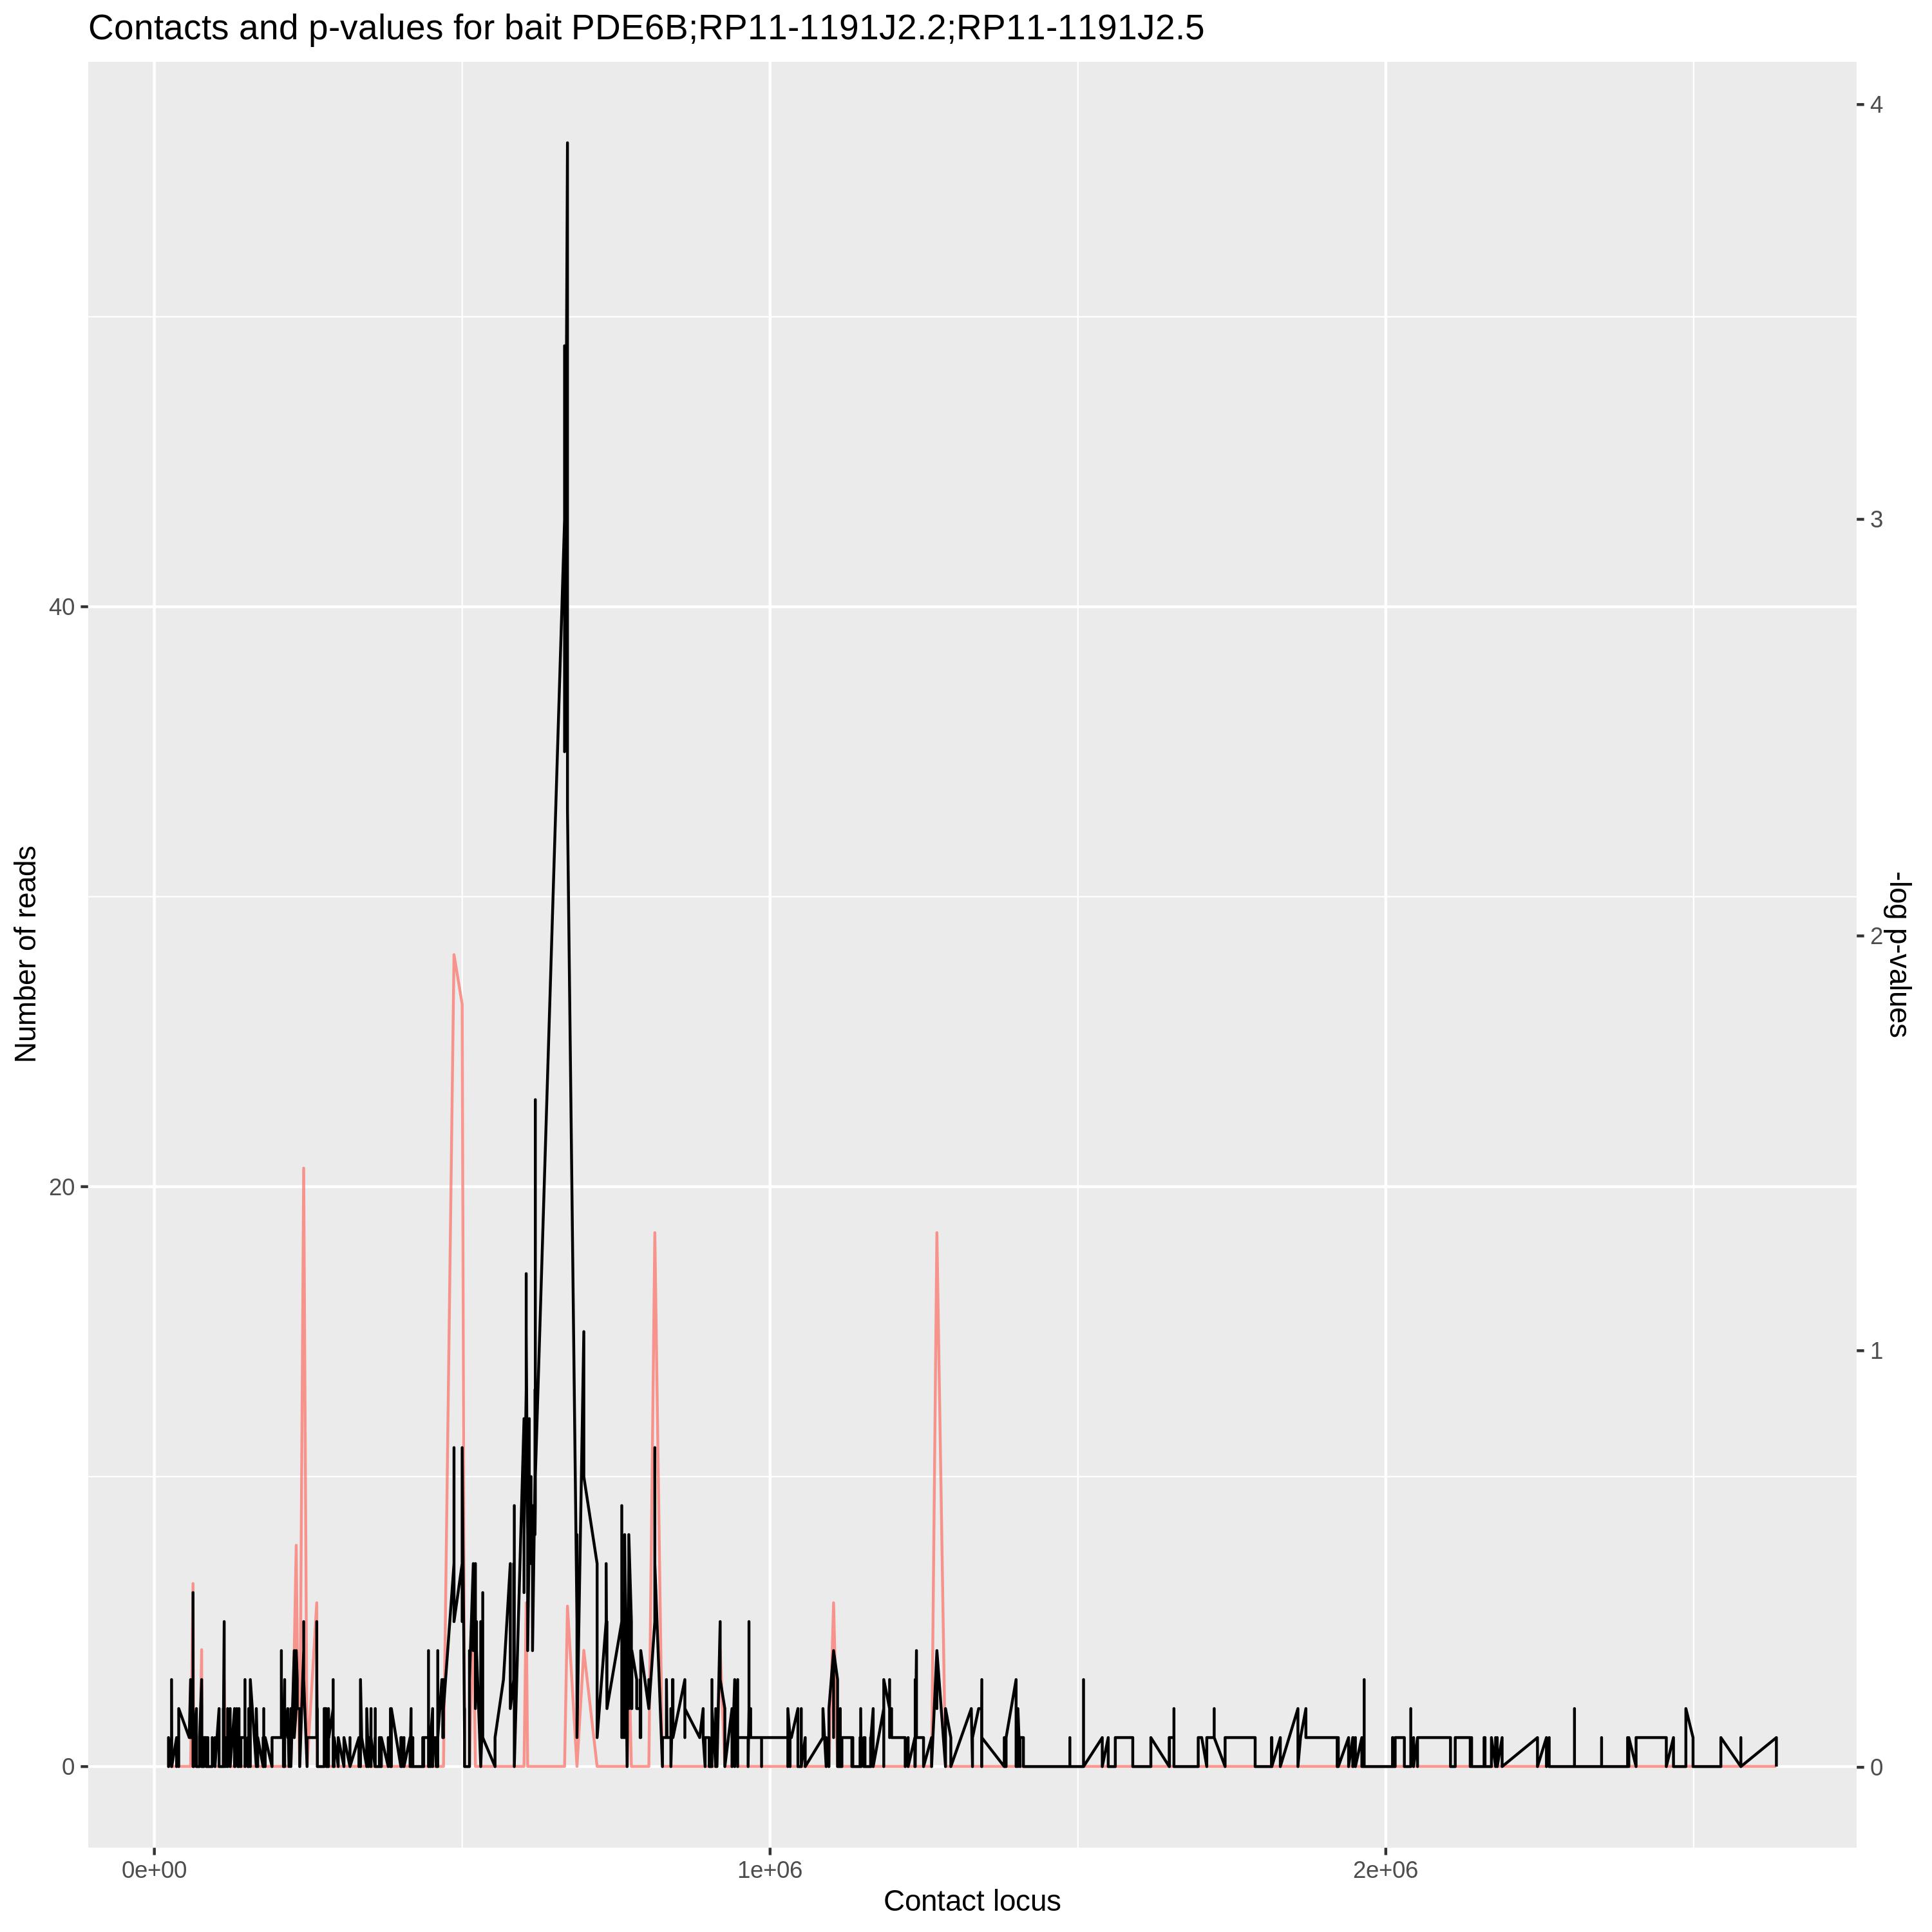 Contacts and p-values for bait PDE6B;RP11-1191J2.2;RP11-1191J2.5
Number of reads
40
20
0
4
3
2
1
0
-log p-values
0e+00
1e+06
2e+06
Contact locus